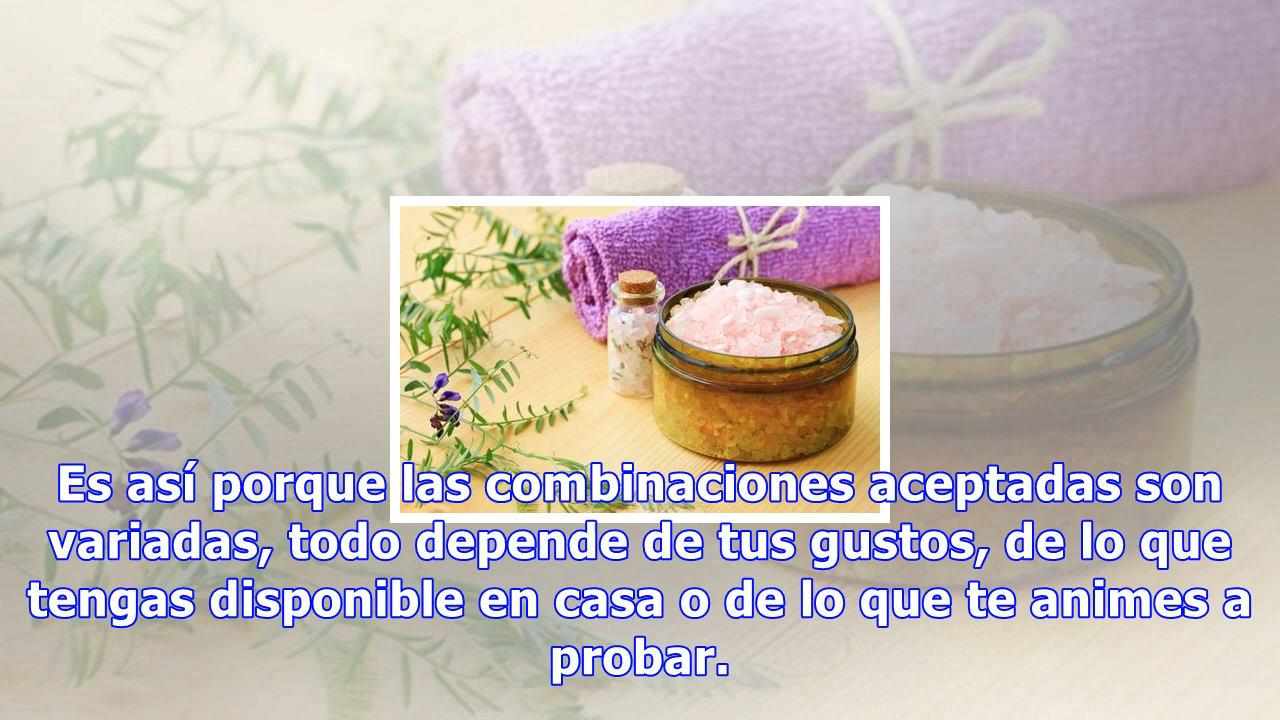 Es así porque las combinaciones aceptadas son
variadas, todo depende de tus gustos, de lo que
tengas disponible en casa o de lo que te animes a
probar.